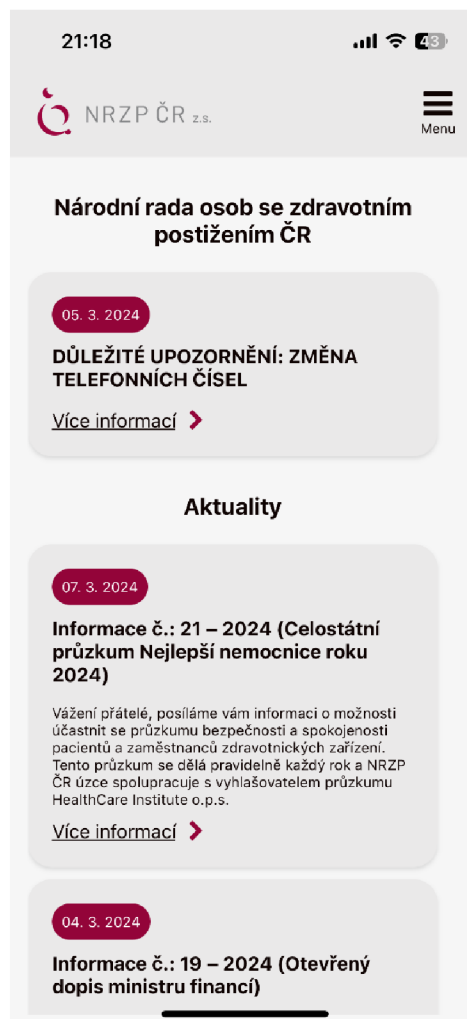 21:18
43
NRZP ČR z.s.
Menu
Národní rada osob se zdravotním
postižením ČR
05. 3. 2024
DŮLEŽITÉ UPOZORNĚNÍ: ZMĚNA
TELEFONNÍCH ČÍSEL
Více informací
Aktuality
07. 3. 2024
Informace č.: 21 – 2024 (Celostátní
průzkum Nejlepší nemocnice roku
2024)
Vážení přátelé, posíláme vám informaci o možnosti
účastnit se průzkumu bezpečnosti a spokojenosti
pacientů a zaměstnanců zdravotnických zařízení.
Tento průzkum se dělá pravidelně každý rok a NRZP
ČR úzce spolupracuje s vyhlašovatelem průzkumu
HealthCare Institute o.p.s.
Více informací
04. 3. 2024
Informace č.: 19 – 2024 (Otevřený
dopis ministru financí)